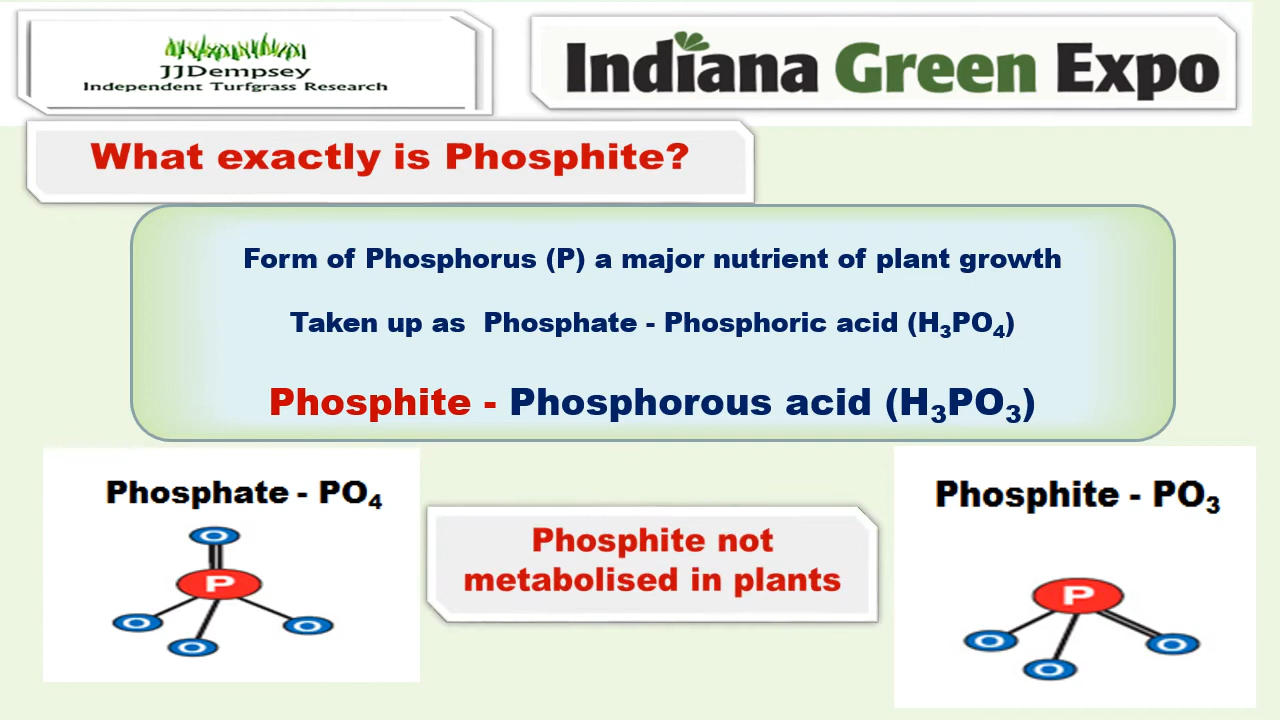 JJDempsey
Independent Turfgrass Research
Indiana Green Expo
What exactly is Phosphite?
Form of Phosphorus (P) a major nutrient of plant growth
Taken up as Phosphate - Phosphoric acid (H₃PO₄)
Phosphite - Phosphorous acid (H₃PO₃)
Phosphate - PO₄
O
P
O
O
O
Phosphite not
metabolised in plants
Phosphite - PO₃
P
O
O
O